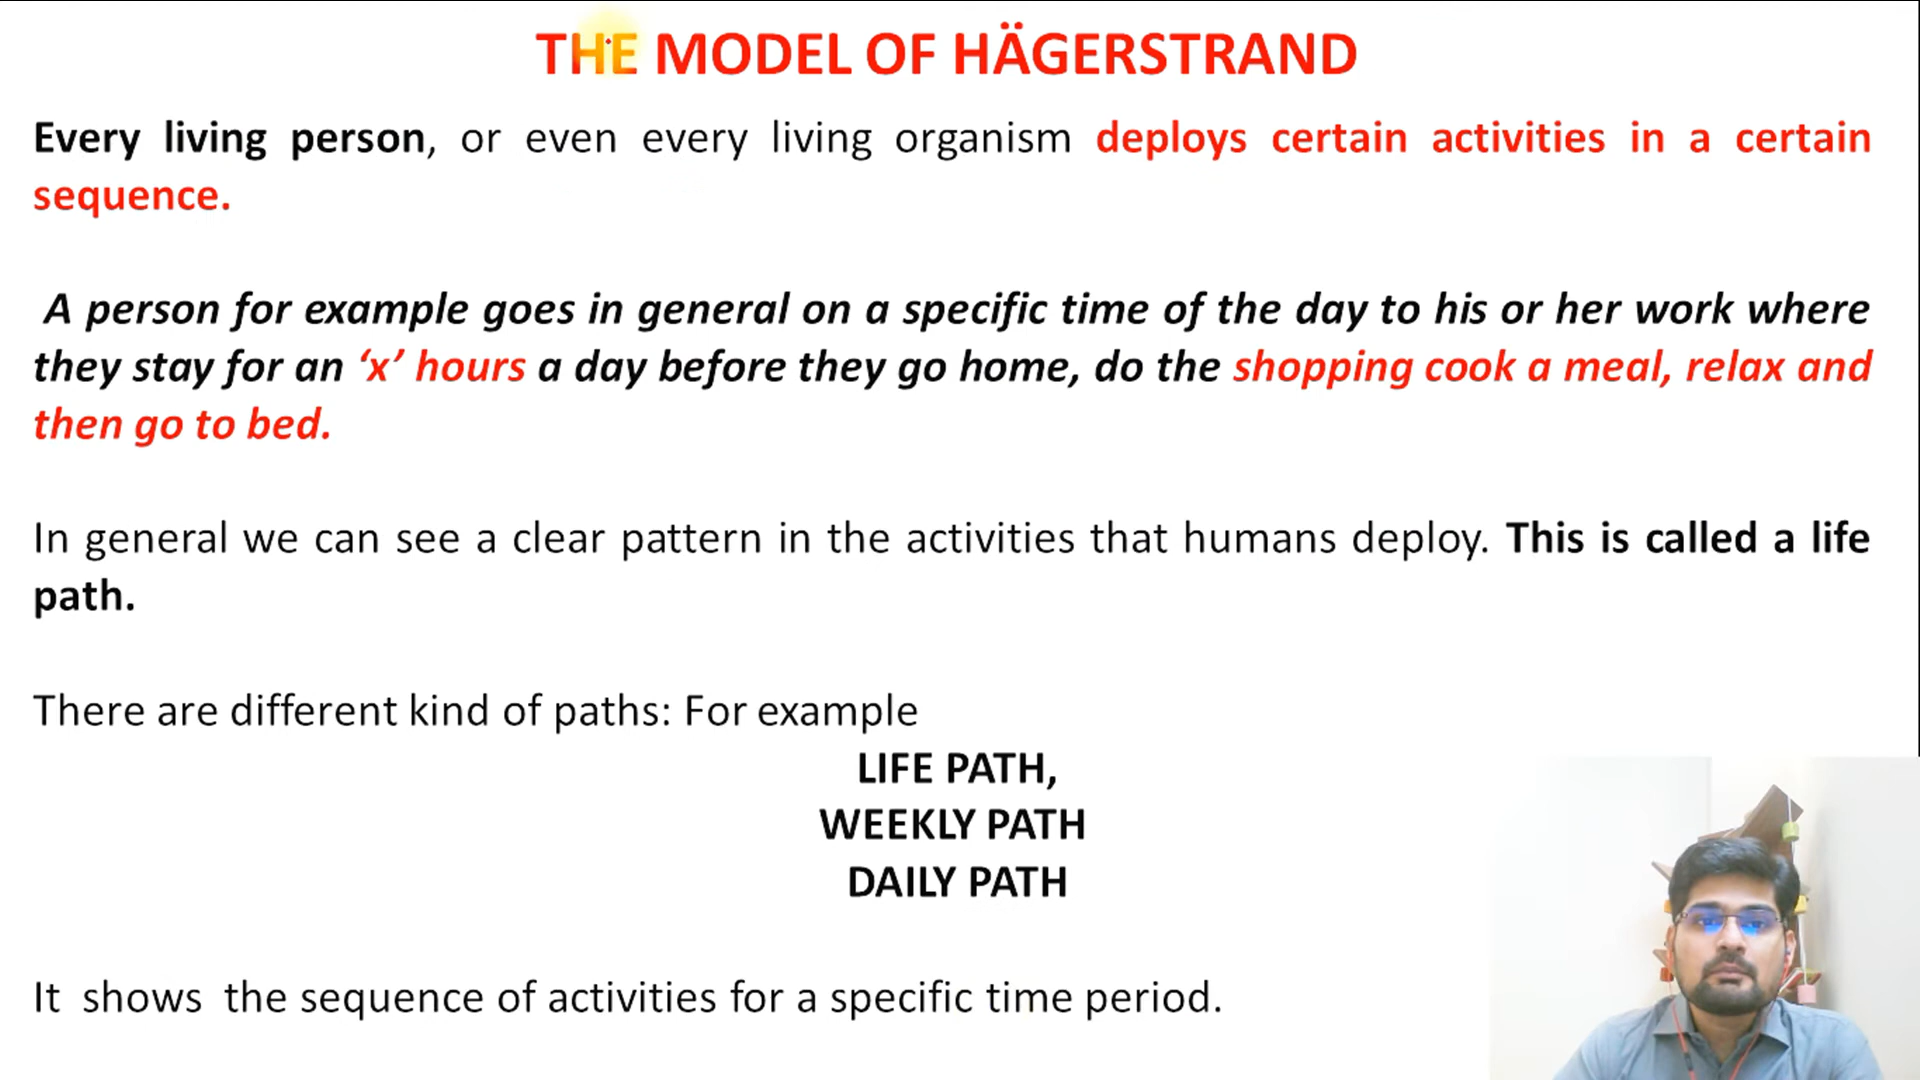 THE MODEL OF HÄGERSTRAND
Every living person, or even every living organism deploys certain activities in a certain
sequence.
A person for example goes in general on a specific time of the day to his or her work where
they stay for an ‘x’ hours a day before they go home, do the shopping cook a meal, relax and
then go to bed.
In general we can see a clear pattern in the activities that humans deploy. This is called a life
path.
There are different kind of paths: For example
LIFE PATH,
WEEKLY PATH
DAILY PATH
It shows the sequence of activities for a specific time period.